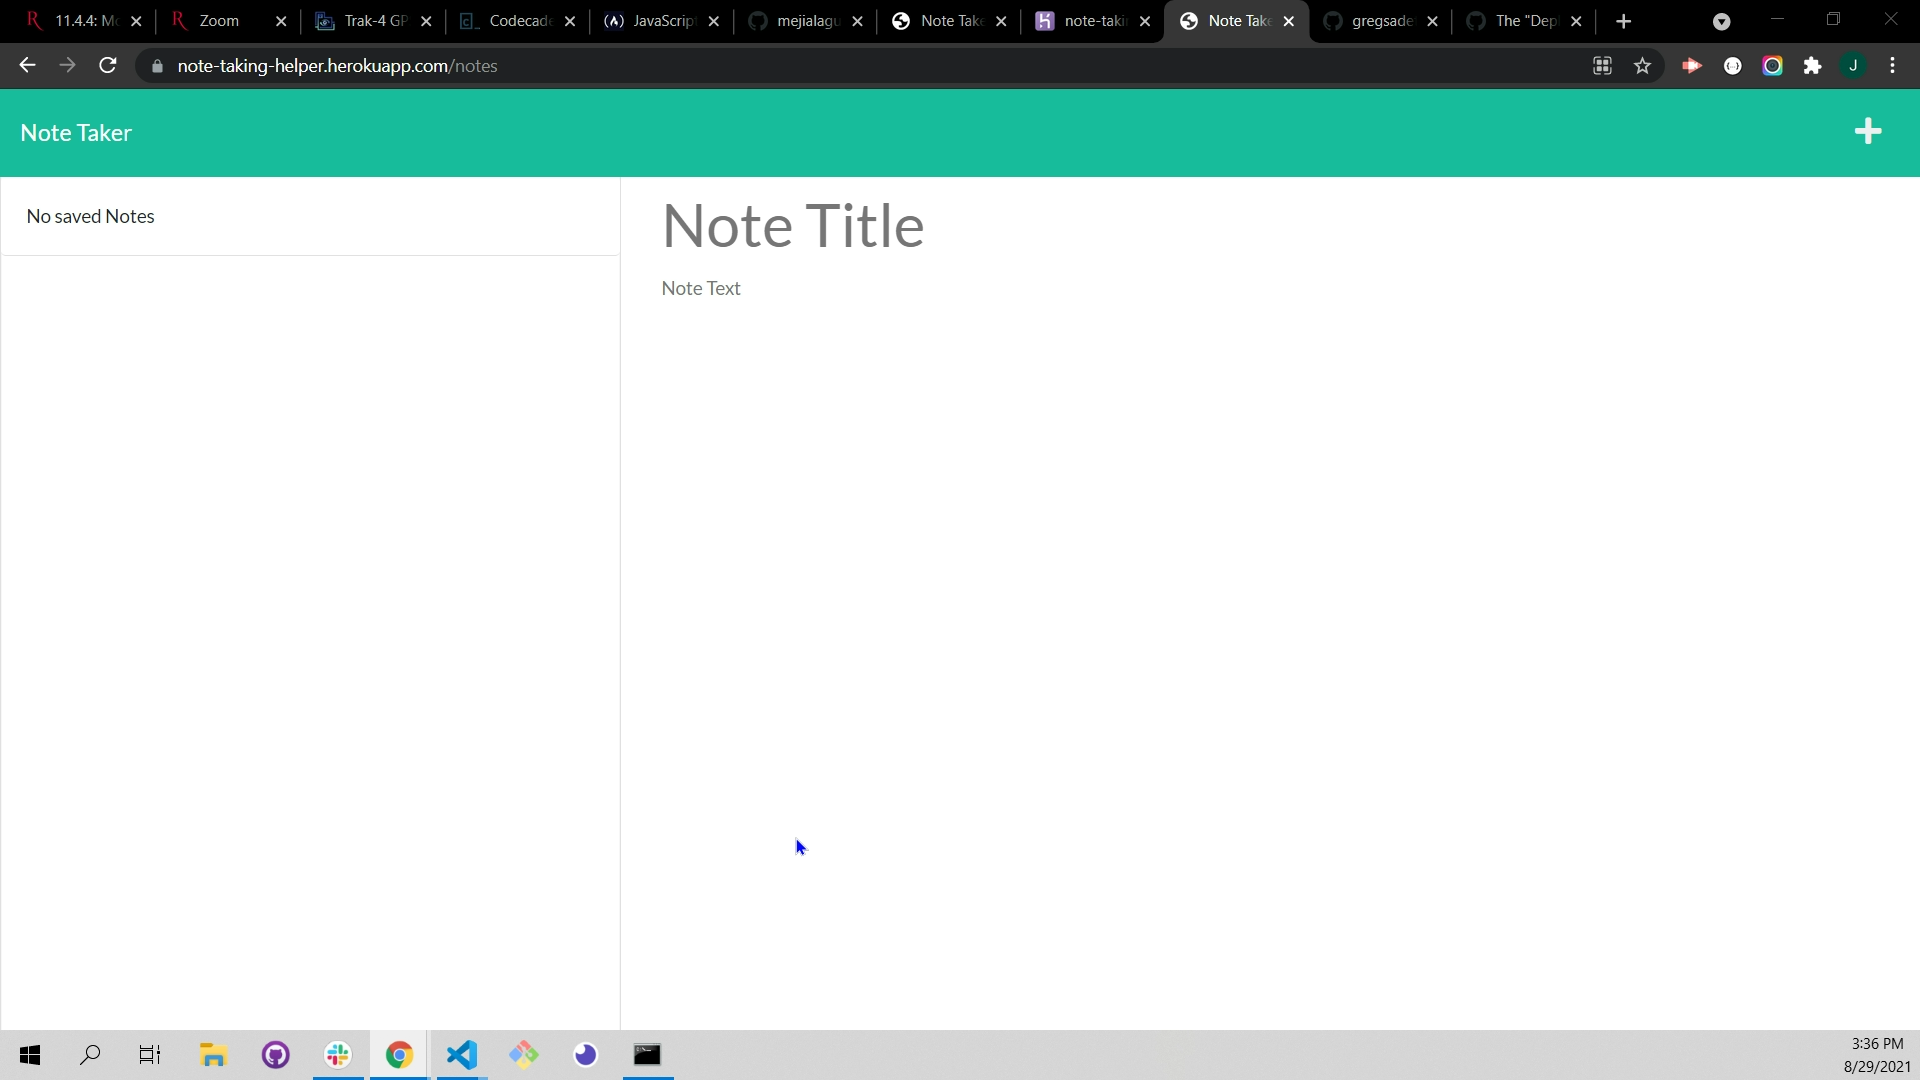 11.4.4: M
Zoom
Trak-4 GP
Codecade
JavaScrip
mejialagu
Note Take
note-taki
Note Take
gregsade
The "Dep
note-taking-helper.herokuapp.com/notes
J
Note Taker
No saved Notes
Note Title
Note Text
3:36 PM
8/29/2021